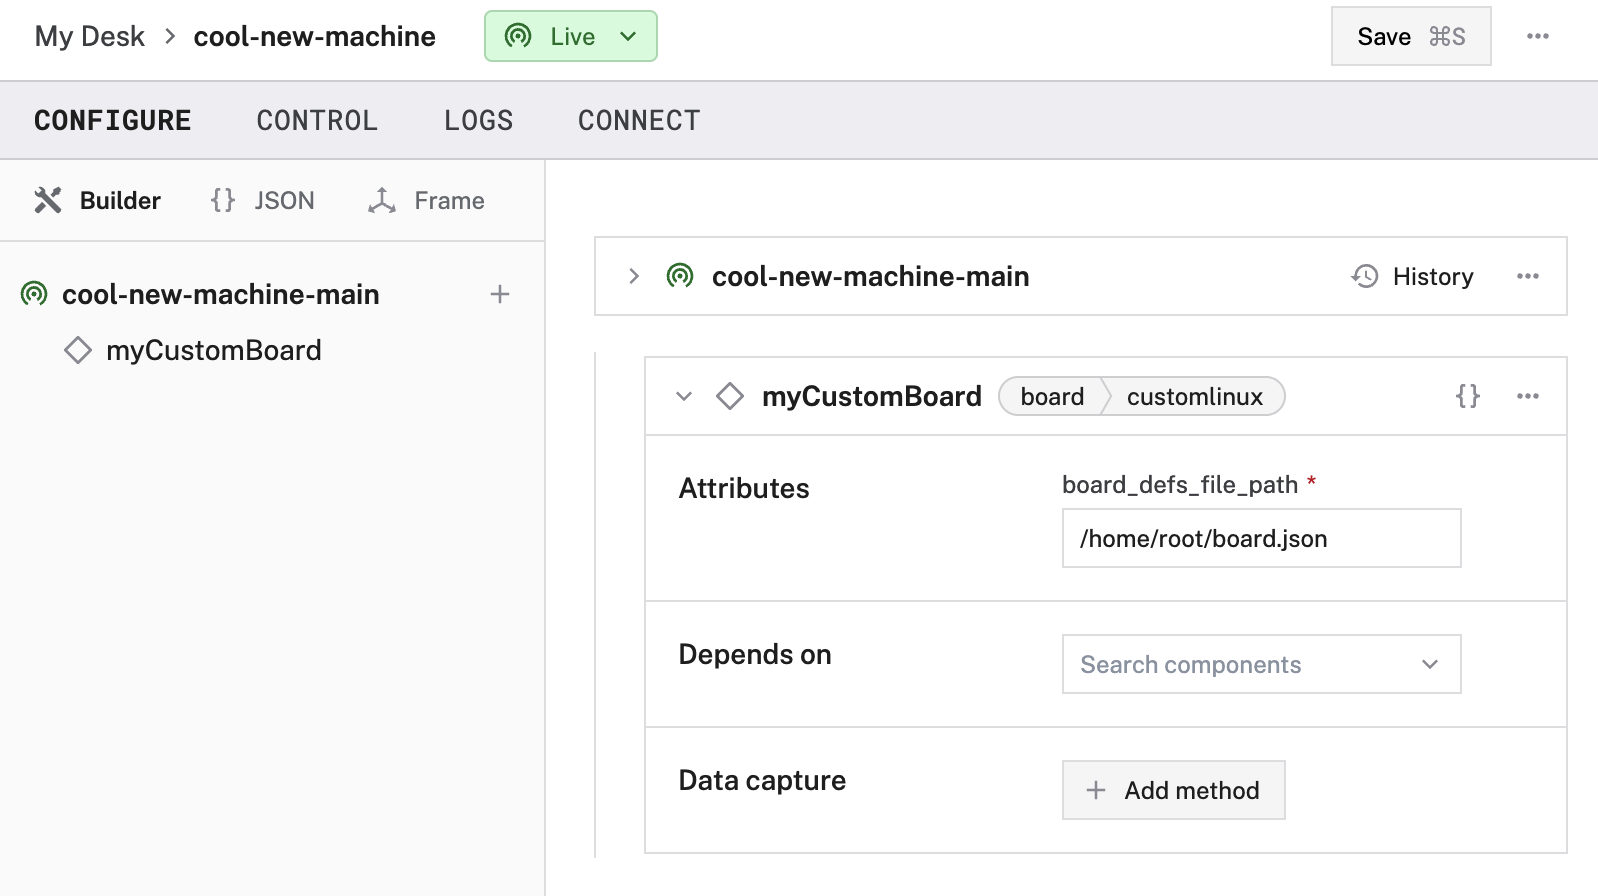 My Desk > cool-new-machine Live Save ⌘S
CONFIGURE CONTROL LOGS CONNECT
Builder {} JSON Frame
cool-new-machine-main
myCustomBoard
cool-new-machine-main History
myCustomBoard board customlinux {}
Attributes
board_defs_file_path *
/home/root/board.json
Depends on
Search components
Data capture
+ Add method